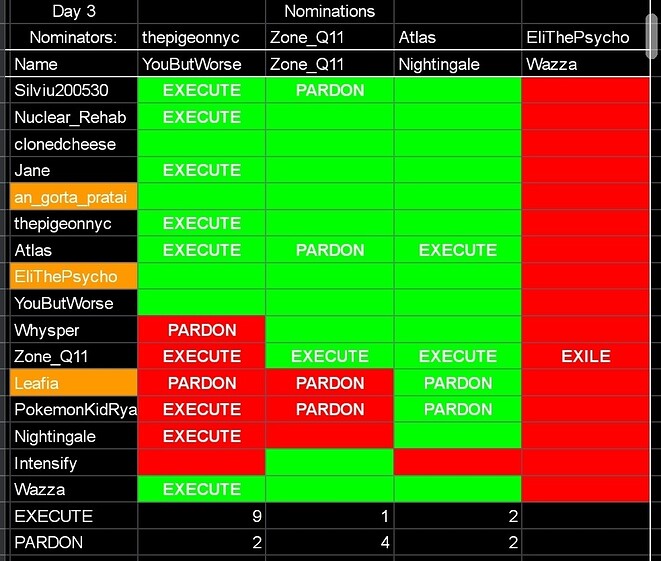 Day 3 Nominations
Nominators: thepigeonnyc Zone_Q11 Atlas EliThePsycho
Name YouButWorse Zone_Q11 Nightingale Wazza
Silviu200530 EXECUTE PARDON
Nuclear_Rehab EXECUTE
clonedcheese
Jane EXECUTE
an_gorta_pratai
thepigeonnyc EXECUTE
Atlas EXECUTE PARDON EXECUTE
EliThePsycho
YouButWorse
Whysper PARDON
Zone_Q11 EXECUTE EXECUTE EXECUTE EXILE
Leafia PARDON PARDON PARDON
PokemonKidRya EXECUTE PARDON PARDON
Nightingale EXECUTE
Intensify
Wazza EXECUTE
EXECUTE 9 1 2
PARDON 2 4 2